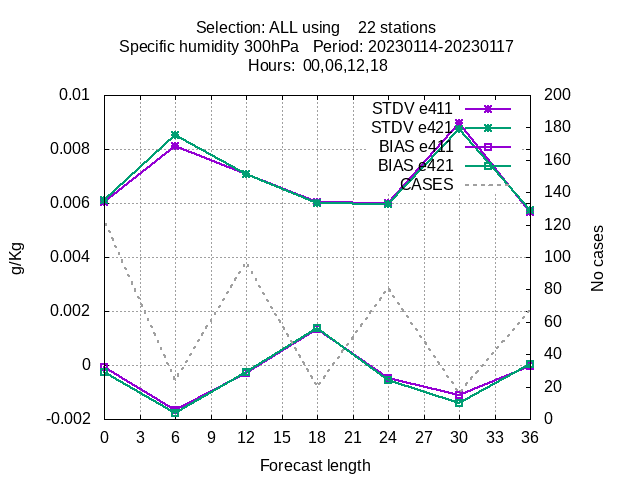 Selection: ALL using    22 stations
Specific humidity 300hPa   Period: 20230114-20230117
Hours:  00,06,12,18
STDV e411
STDV e421
BIAS e411
BIAS e421
CASES
0.01
0.008
0.006
0.004
0.002
0
-0.002
g/Kg
200
180
160
140
120
100
80
60
40
20
0
No cases
0 3 6 9 12 15 18 21 24 27 30 33 36
Forecast length